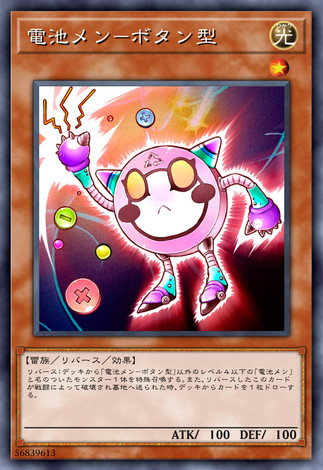 電池メン－ボタン型
光
【雷族／リバース／効果】
リバース：デッキから「電池メン－ボタン型」以外のレベル４以下の「電池メン」
と名のついたモンスター１体を特殊召喚する。また、リバースしたこのカード
が戦闘によって破壊され墓地へ送られた時、デッキからカードを１枚ドローす
る。
ATK/ 100 DEF/ 100
56839613